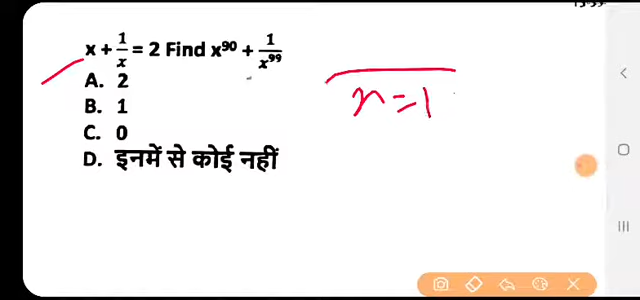 x + 1/x = 2 Find x⁹⁰ + 1/x⁹⁹
A. 2
B. 1
C. 0
D. इनमें से कोई नहीं
x = 1